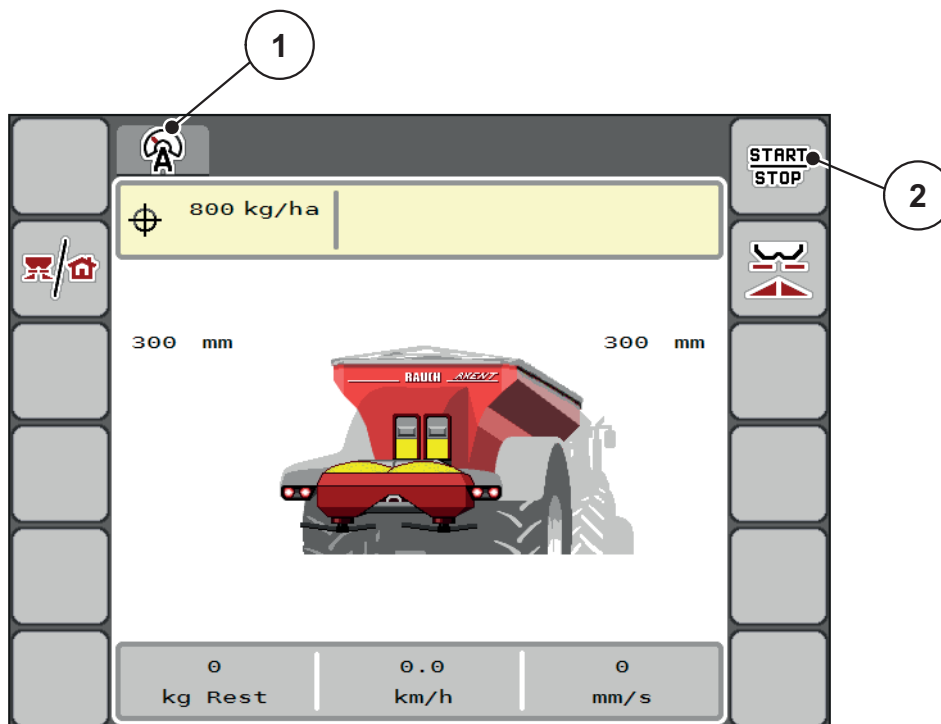 1
A
START
STOP
2
800 kg/ha
300 mm
300 mm
RAUCH AXENT
0
kg Rest
0.0
km/h
0
mm/s